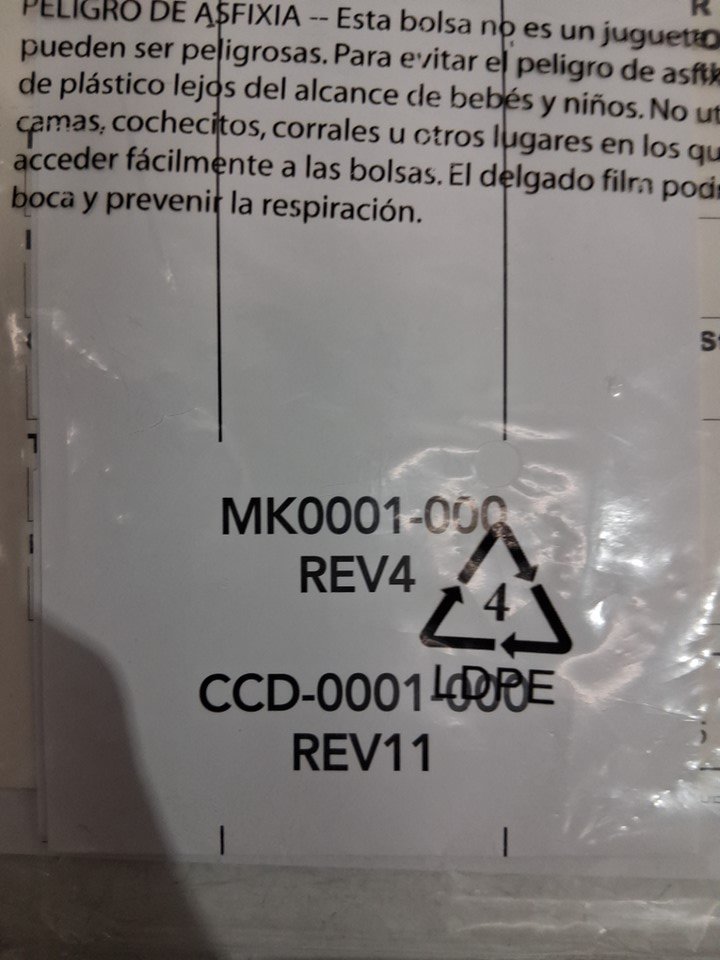 PELIGRO DE ASFIXIA -- Esta bolsa no es un juguete
pueden ser peligrosas. Para evitar el peligro de
de plástico lejos del alcance de bebés y niños. No
camas, cochecitos, corrales u otros lugares en los
acceder fácilmente a las bolsas. El delgado film
boca y prevenir la respiración.
MK0001-000
REV4
4
CCD-0001-000
LDPE
REV11